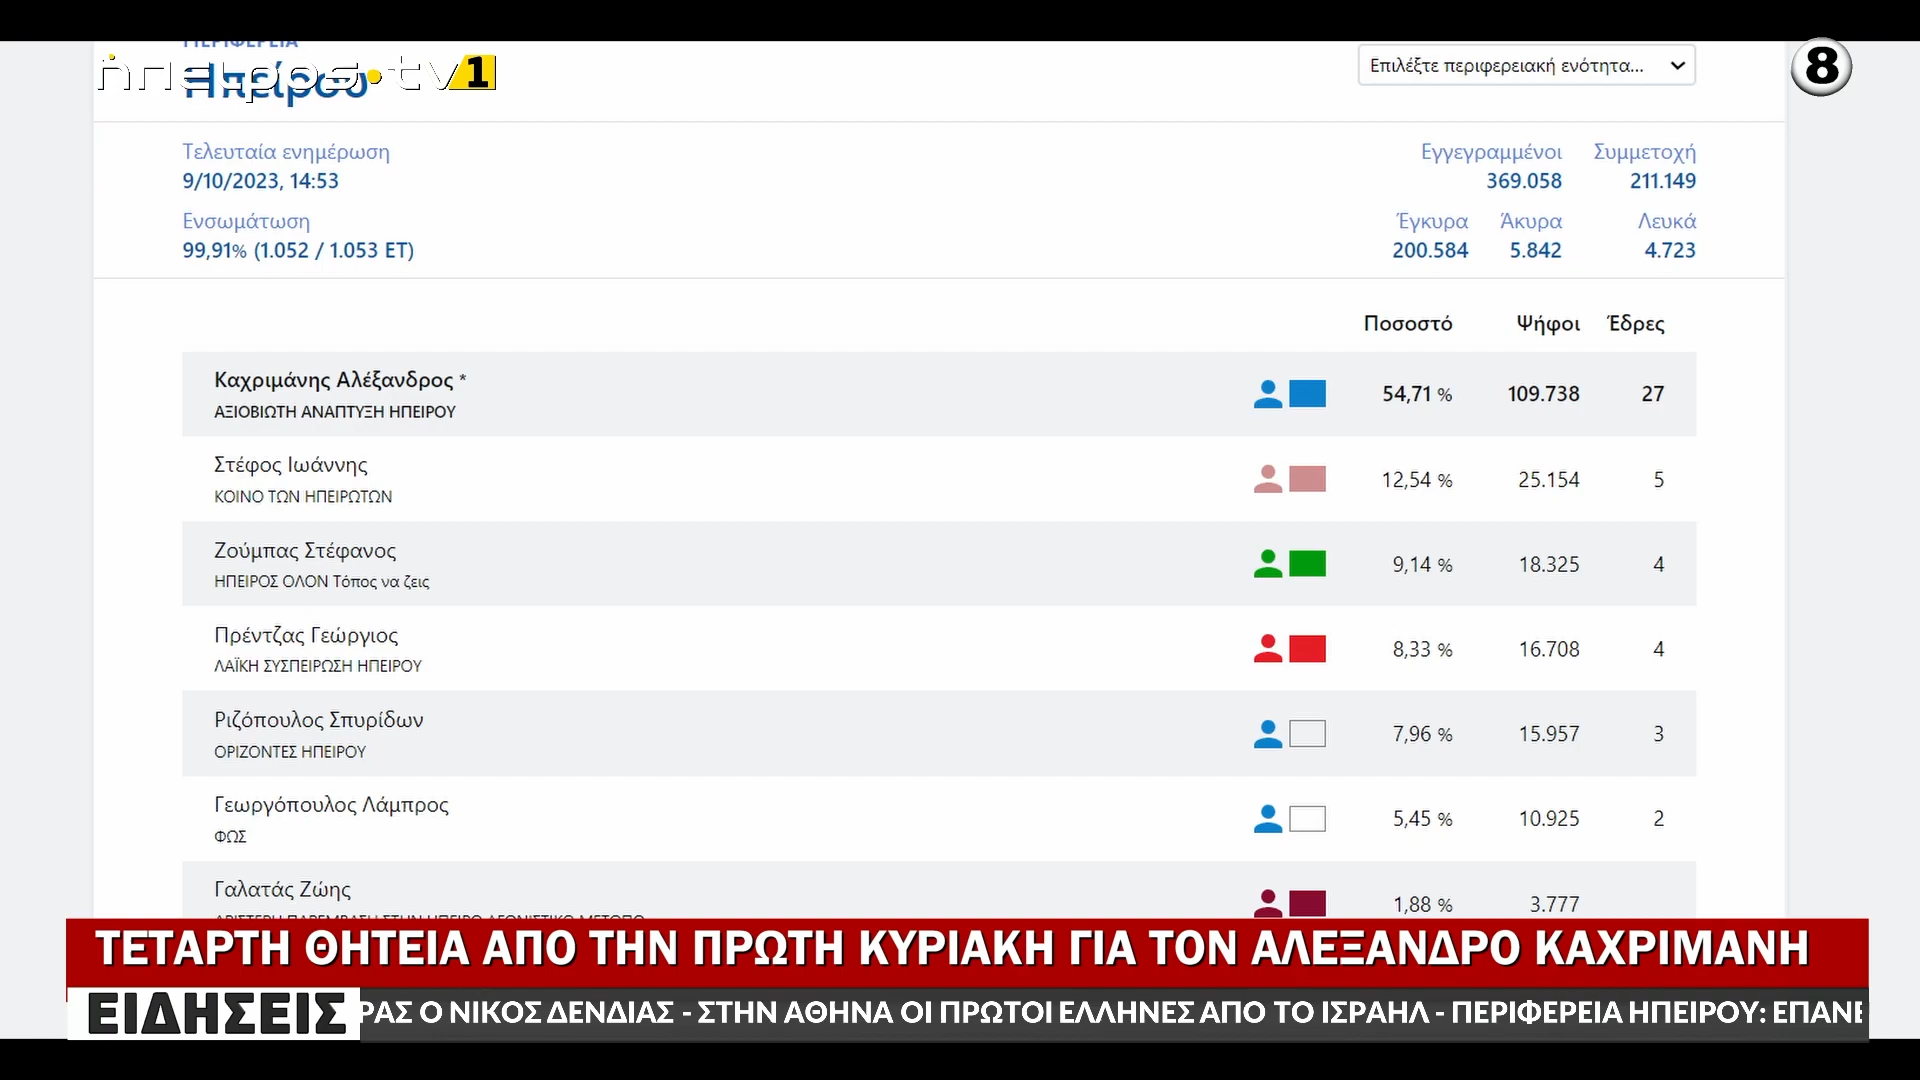 ΠΕΡΙΦΕΡΕΙΑ
Ηπείρου
ήπειρος·tv1
Επιλέξτε περιφερειακή ενότητα...
8
Τελευταία ενημέρωση
9/10/2023, 14:53
Εγγεγραμμένοι Συμμετοχή
369.058 211.149
Ενσωμάτωση
99,91% (1.052 / 1.053 ΕΤ)
Έγκυρα Άκυρα Λευκά
200.584 5.842 4.723
Ποσοστό Ψήφοι Έδρες
Καχριμάνης Αλέξανδρος *
ΑΞΙΟΒΙΩΤΗ ΑΝΑΠΤΥΞΗ ΗΠΕΙΡΟΥ
54,71 % 109.738 27
Στέφος Ιωάννης
ΚΟΙΝΟ ΤΩΝ ΗΠΕΙΡΩΤΩΝ
12,54 % 25.154 5
Ζούμπας Στέφανος
ΗΠΕΙΡΟΣ ΟΛΟΝ Τόπος να ζεις
9,14 % 18.325 4
Πρέντζας Γεώργιος
ΛΑΪΚΗ ΣΥΣΠΕΙΡΩΣΗ ΗΠΕΙΡΟΥ
8,33 % 16.708 4
Ριζόπουλος Σπυρίδων
ΟΡΙΖΟΝΤΕΣ ΗΠΕΙΡΟΥ
7,96 % 15.957 3
Γεωργόπουλος Λάμπρος
ΦΩΣ
5,45 % 10.925 2
Γαλατάς Ζώης
1,88 % 3.777
ΤΕΤΑΡΤΗ ΘΗΤΕΙΑ ΑΠΟ ΤΗΝ ΠΡΩΤΗ ΚΥΡΙΑΚΗ ΓΙΑ ΤΟΝ ΑΛΕΞΑΝΔΡΟ ΚΑΧΡΙΜΑΝΗ
ΕΙΔΗΣΕΙΣ
ΡΑΣ Ο ΝΙΚΟΣ ΔΕΝΔΙΑΣ - ΣΤΗΝ ΑΘΗΝΑ ΟΙ ΠΡΩΤΟΙ ΕΛΛΗΝΕΣ ΑΠΟ ΤΟ ΙΣΡΑΗΛ - ΠΕΡΙΦΕΡΕΙΑ ΗΠΕΙΡΟΥ: ΕΠΑΝΕ